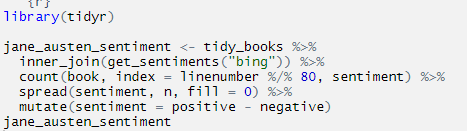 {r}
library(tidyr)
jane_austen_sentiment <- tidy_books %>%
  inner_join(get_sentiments("bing")) %>%
  count(book, index = linenumber %/% 80, sentiment) %>%
  spread(sentiment, n, fill = 0) %>%
  mutate(sentiment = positive - negative)
jane_austen_sentiment